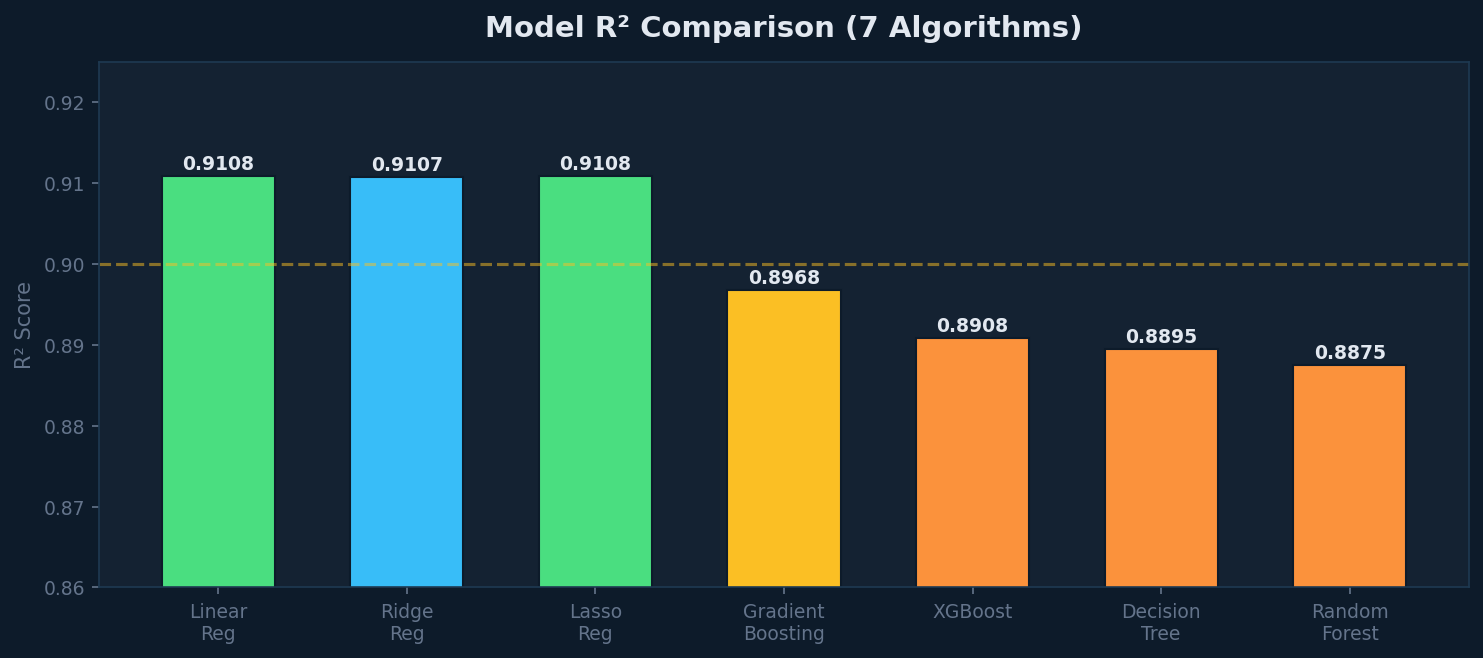 Model R² Comparison (7 Algorithms)
R² Score
0.92
0.91
0.90
0.89
0.88
0.87
0.86
0.9108
0.9107
0.9108
0.8968
0.8908
0.8895
0.8875
Linear
Reg
Ridge
Reg
Lasso
Reg
Gradient
Boosting
XGBoost
Decision
Tree
Random
Forest